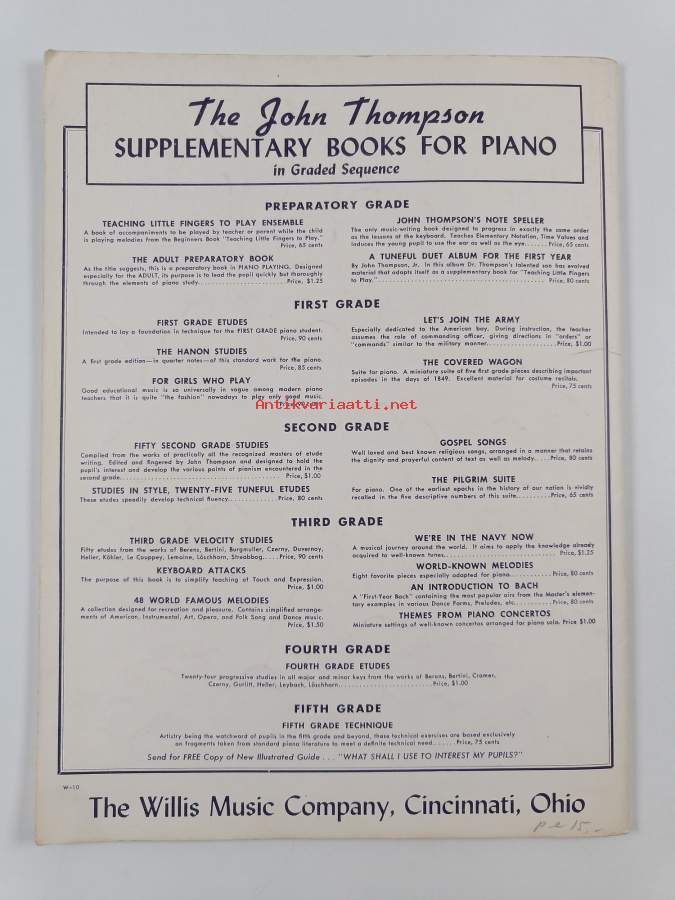 The John Thompson
SUPPLEMENTARY BOOKS FOR PIANO
in Graded Sequence
PREPARATORY GRADE
TEACHING LITTLE FINGERS TO PLAY ENSEMBLE
A book of accompaniments to be played by teacher or parent while the child
is playing melodies from the Beginners Book "Teaching Little Fingers to Play."
Price, 65 cents
THE ADULT PREPARATORY BOOK
As the title suggests, this is a preparatory book in PIANO PLAYING. Designed
especially for the ADULT, its purpose is to lead the pupil quickly but thoroughly
through the elements of piano study. Price, $1.25
JOHN THOMPSON'S NOTE SPELLER
The only music-writing book designed to progress in exactly the same order
as the lessons of the keyboard. Teaches Elementary Notation, Time Values and
induces the young pupil to use the ear as well as the eye. Price, 65 cents
A TUNEFUL DUET ALBUM FOR THE FIRST YEAR
By John Thompson, Jr. In this album Dr. Thompson's talented son has evolved
material that adapts itself as a supplementary book for "Teaching Little Fingers
to Play." Price, 80 cents
FIRST GRADE
FIRST GRADE ETUDES
Intended to lay a foundation in technique for the FIRST GRADE piano student.
Price, 90 cents
THE HANON STUDIES
A first grade edition—in quarter notes—of this standard work for the piano.
Price, 85 cents
FOR GIRLS WHO PLAY
Good educational music is so universally in vogue among modern piano
teachers that it is quite "the fashion" nowadays to play only good music.
LET'S JOIN THE ARMY
Especially dedicated to the American boy. During instruction, the teacher
assumes the role of commanding officer, giving directions in "orders" or
"commands" similar to the military manner. Price, $1.00
THE COVERED WAGON
Suite for piano. A miniature suite of five first grade pieces describing important
episodes in the days of 1849. Excellent material for costume recitals.
Price, 75 cents
Antikvariaatti.net
SECOND GRADE
FIFTY SECOND GRADE STUDIES
Compiled from the works of practically all the recognized masters of etude
writing. Edited and fingered by John Thompson and designed to hold the
pupil's interest and develop the various points of pianism encountered in the
second grade. Price, $1.00
STUDIES IN STYLE, TWENTY-FIVE TUNEFUL ETUDES
These etudes speedily develop technical fluency. Price, 80 cents
GOSPEL SONGS
Well loved and best known religious songs, arranged in a manner that retains
the dignity and prayerful content of text as well as melody. Price, 80 cents
THE PILGRIM SUITE
For piano. One of the earliest epochs in the history of our nation is vividly
recalled in the five descriptive numbers of this suite. Price, 65 cents
THIRD GRADE
THIRD GRADE VELOCITY STUDIES
Fifty etudes from the works of Berens, Bertini, Burgmuller, Czerny, Duvernoy,
Heller, Köhler, Le Couppey, Lemoine, Löschhorn, Streabbog. Price, 90 cents
KEYBOARD ATTACKS
The purpose of this book is to simplify teaching of Touch and Expression.
Price, $1.00
48 WORLD FAMOUS MELODIES
A collection designed for recreation and pleasure. Contains simplified arrange-
ments of American, Instrumental, Art, Opera, and Folk Song and Dance music.
Price, $1.50
WE'RE IN THE NAVY NOW
A musical journey around the world. It aims to apply the knowledge already
acquired to well-known tunes. Price, $1.25
WORLD-KNOWN MELODIES
Eight favorite pieces especially adapted for piano. Price, 80 cents
AN INTRODUCTION TO BACH
A "First-Year Bach" containing the most popular airs from the Master's elemen-
tary examples in various Dance Forms, Preludes, etc. Price, 80 cents
THEMES FROM PIANO CONCERTOS
Miniature settings of well-known concertos arranged for piano solo. Price, $1.00
FOURTH GRADE
FOURTH GRADE ETUDES
Twenty-four progressive studies in all major and minor keys from the works of Berens, Bertini, Cramer,
Czerny, Gurlitt, Heller, Leybach, Löschhorn. Price, $1.00
FIFTH GRADE
FIFTH GRADE TECHNIQUE
Artistry being the watchword of pupils in the fifth grade and beyond, these technical exercises are based exclusively
on fragments taken from standard piano literature to meet a definite technical need. Price, 75 cents
Send for FREE Copy of New Illustrated Guide . . . "WHAT SHALL I USE TO INTEREST MY PUPILS?"
W-10
The Willis Music Company, Cincinnati, Ohio
15,-